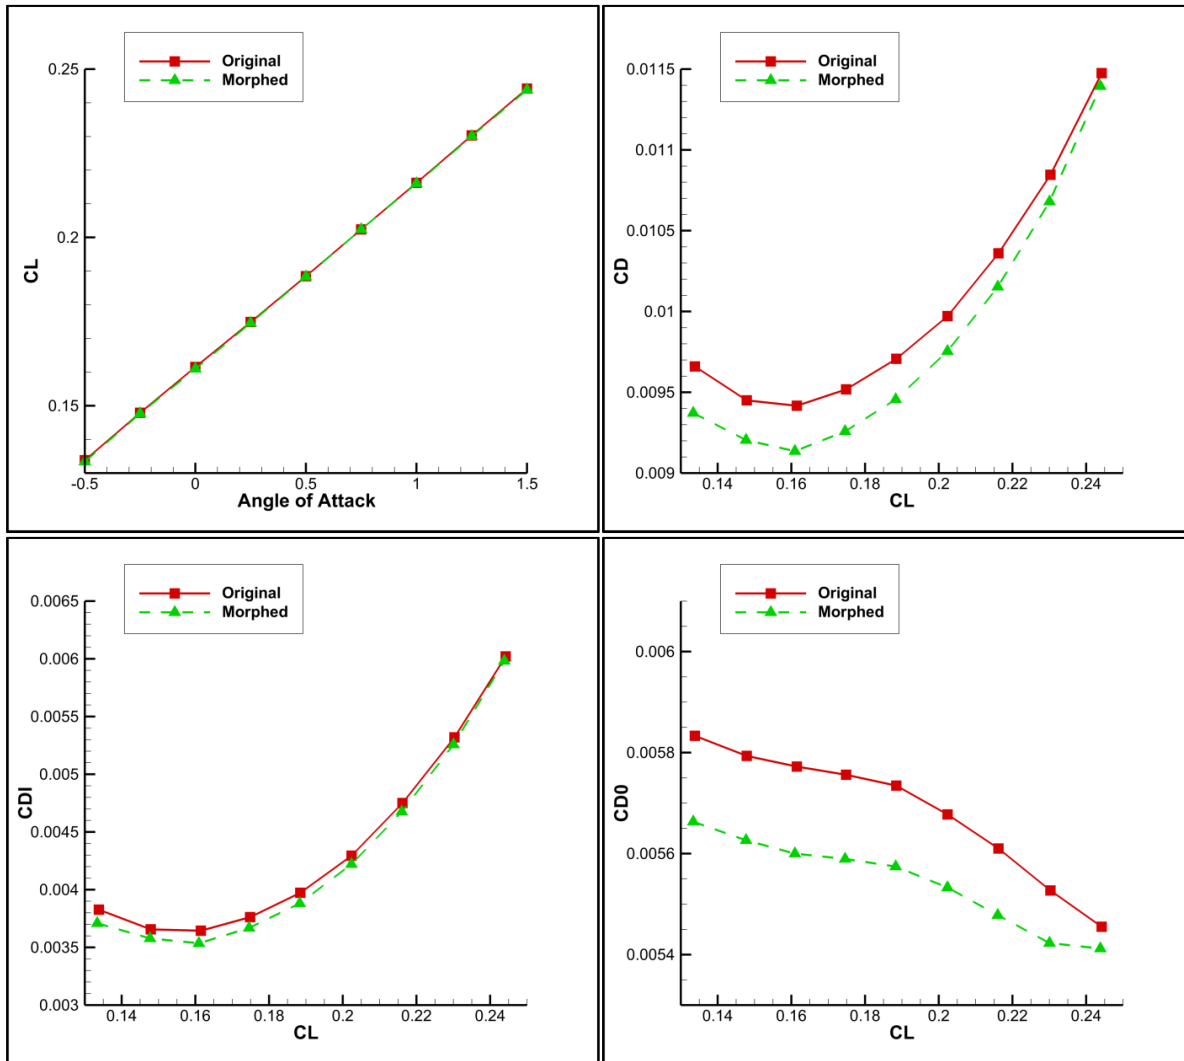 Original
Morphed
0.25
0.2
0.15
CL
-0.5 0 0.5 1 1.5
Angle of Attack
Original
Morphed
0.0115
0.011
0.0105
0.01
0.0095
0.009
CD
0.14 0.16 0.18 0.2 0.22 0.24
CL
Original
Morphed
0.0065
0.006
0.0055
0.005
0.0045
0.004
0.0035
0.003
CDI
0.14 0.16 0.18 0.2 0.22 0.24
CL
Original
Morphed
0.006
0.0058
0.0056
0.0054
CD0
0.14 0.16 0.18 0.2 0.22 0.24
CL